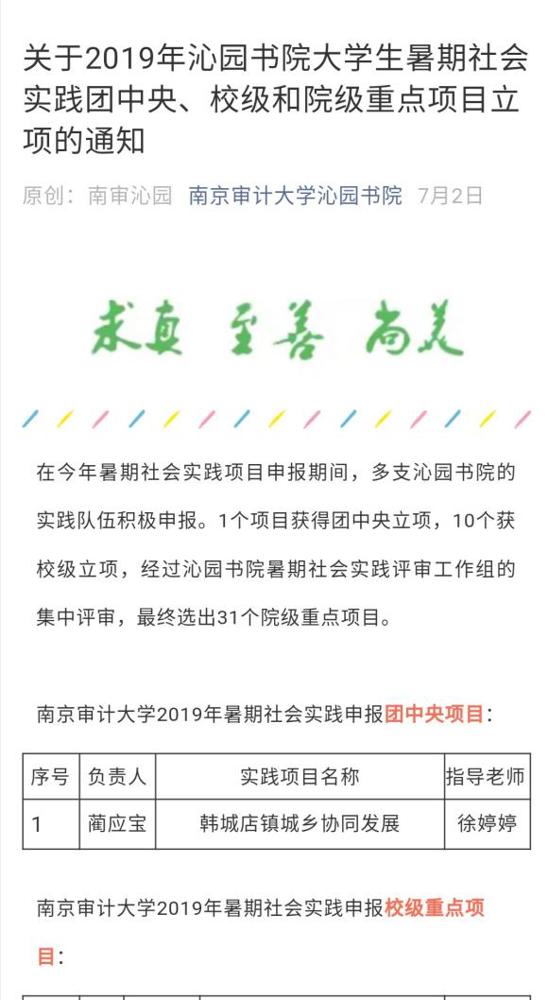 关于2019年沁园书院大学生暑期社会
实践团中央、校级和院级重点项目立
项的通知
原创： 南审沁园 南京审计大学沁园书院 7月2日
求真 至善 尚美
在今年暑期社会实践项目申报期间，多支沁园书院的
实践队伍积极申报。1个项目获得团中央立项，10个获
校级立项，经过沁园书院暑期社会实践评审工作组的
集中评审，最终选出31个院级重点项目。
南京审计大学2019年暑期社会实践申报团中央项目：
序号 负责人 实践项目名称 指导老师
1 蔺应宝 韩城店镇城乡协同发展 徐婷婷
南京审计大学2019年暑期社会实践申报校级重点项
目：